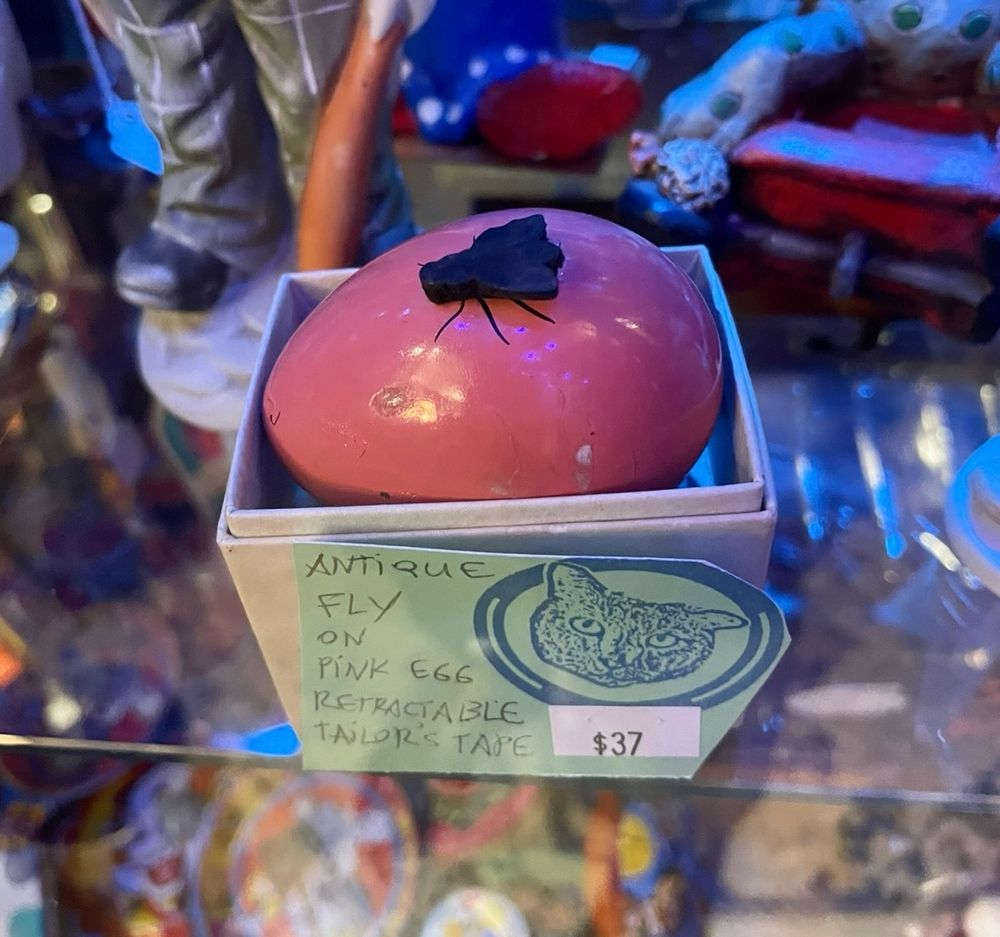 ANTIQUE
FLY
ON
PINK EGG
RETRACTABLE
TAILOR'S TAPE
$37